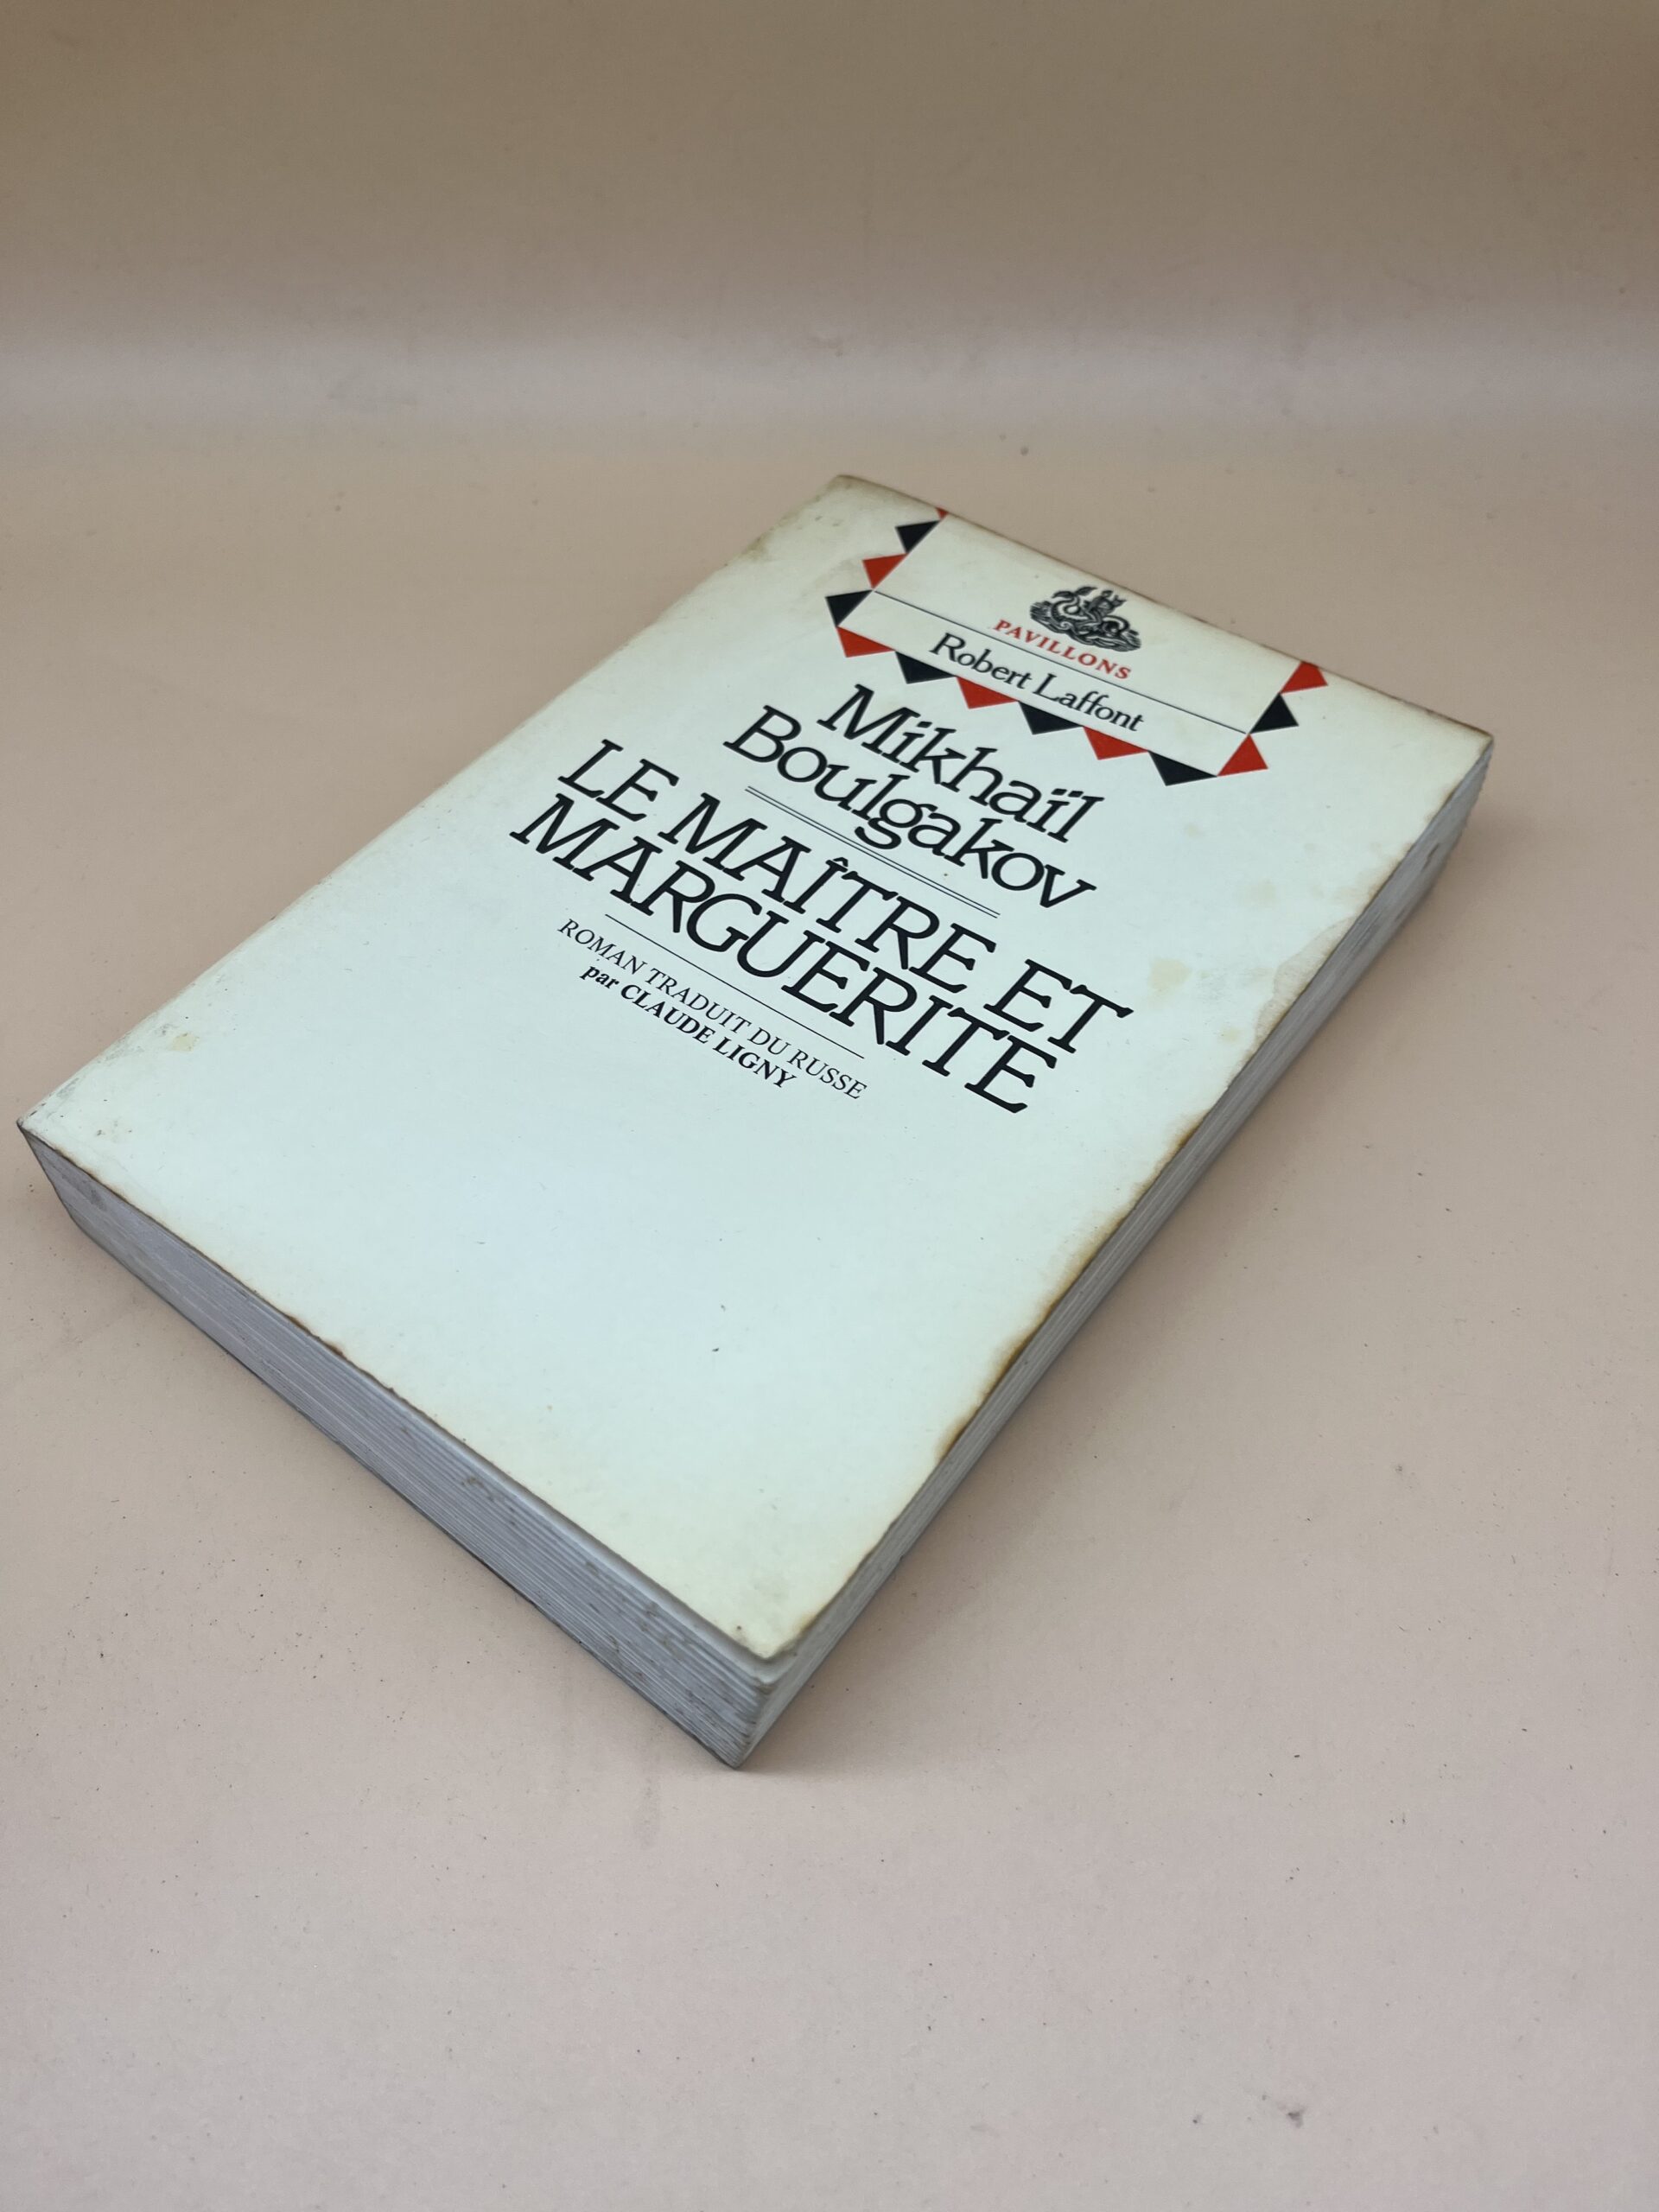 PAVILLONS
Robert Laffont
Mikhaïl
Boulgakov
LE MAÎTRE ET
MARGUERITE
ROMAN TRADUIT DU RUSSE
par CLAUDE LIGNY